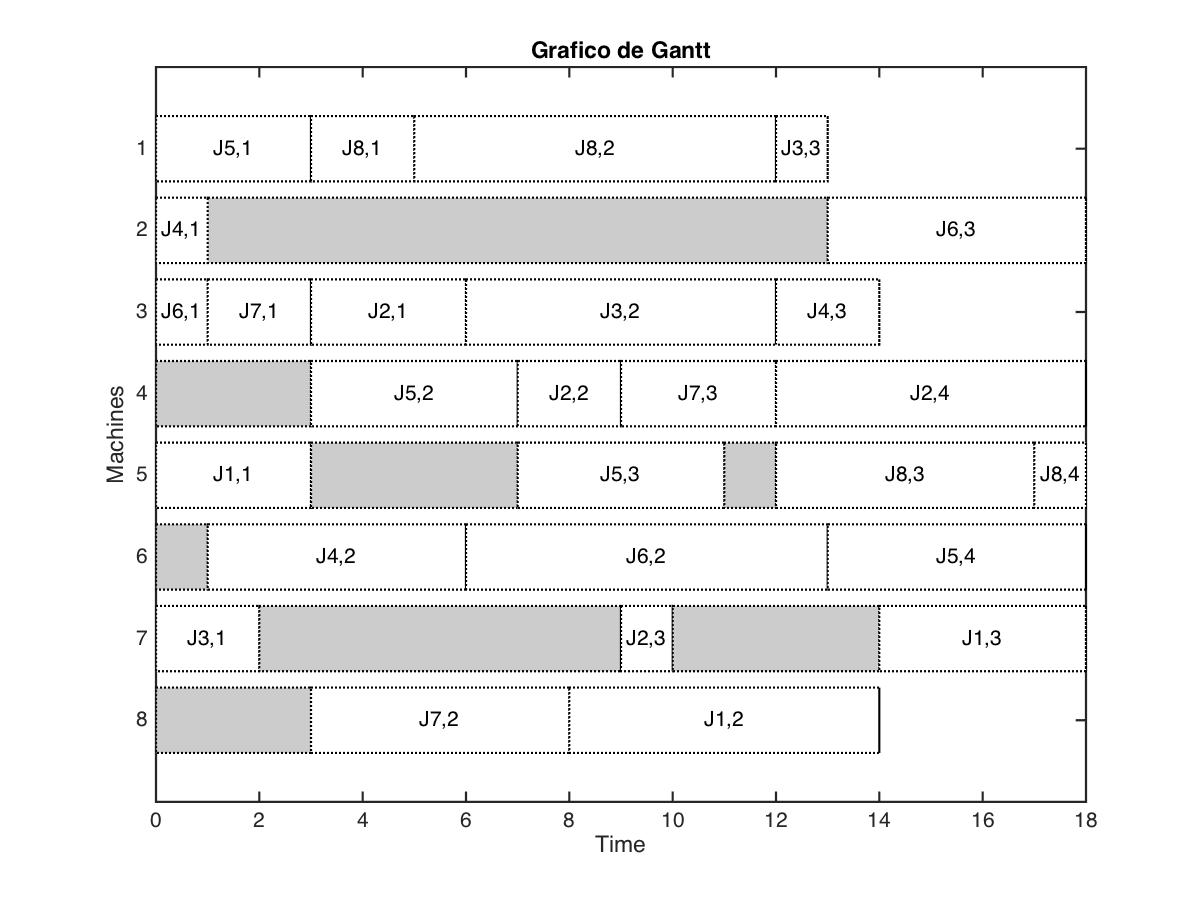 Grafico de Gantt
1 J5,1 J8,1 J8,2 J3,3
2 J4,1 J6,3
3 J6,1 J7,1 J2,1 J3,2 J4,3
4 J5,2 J2,2 J7,3 J2,4
5 J1,1 J5,3 J8,3 J8,4
6 J4,2 J6,2 J5,4
7 J3,1 J2,3 J1,3
8 J7,2 J1,2
Machines
0 2 4 6 8 10 12 14 16 18
Time